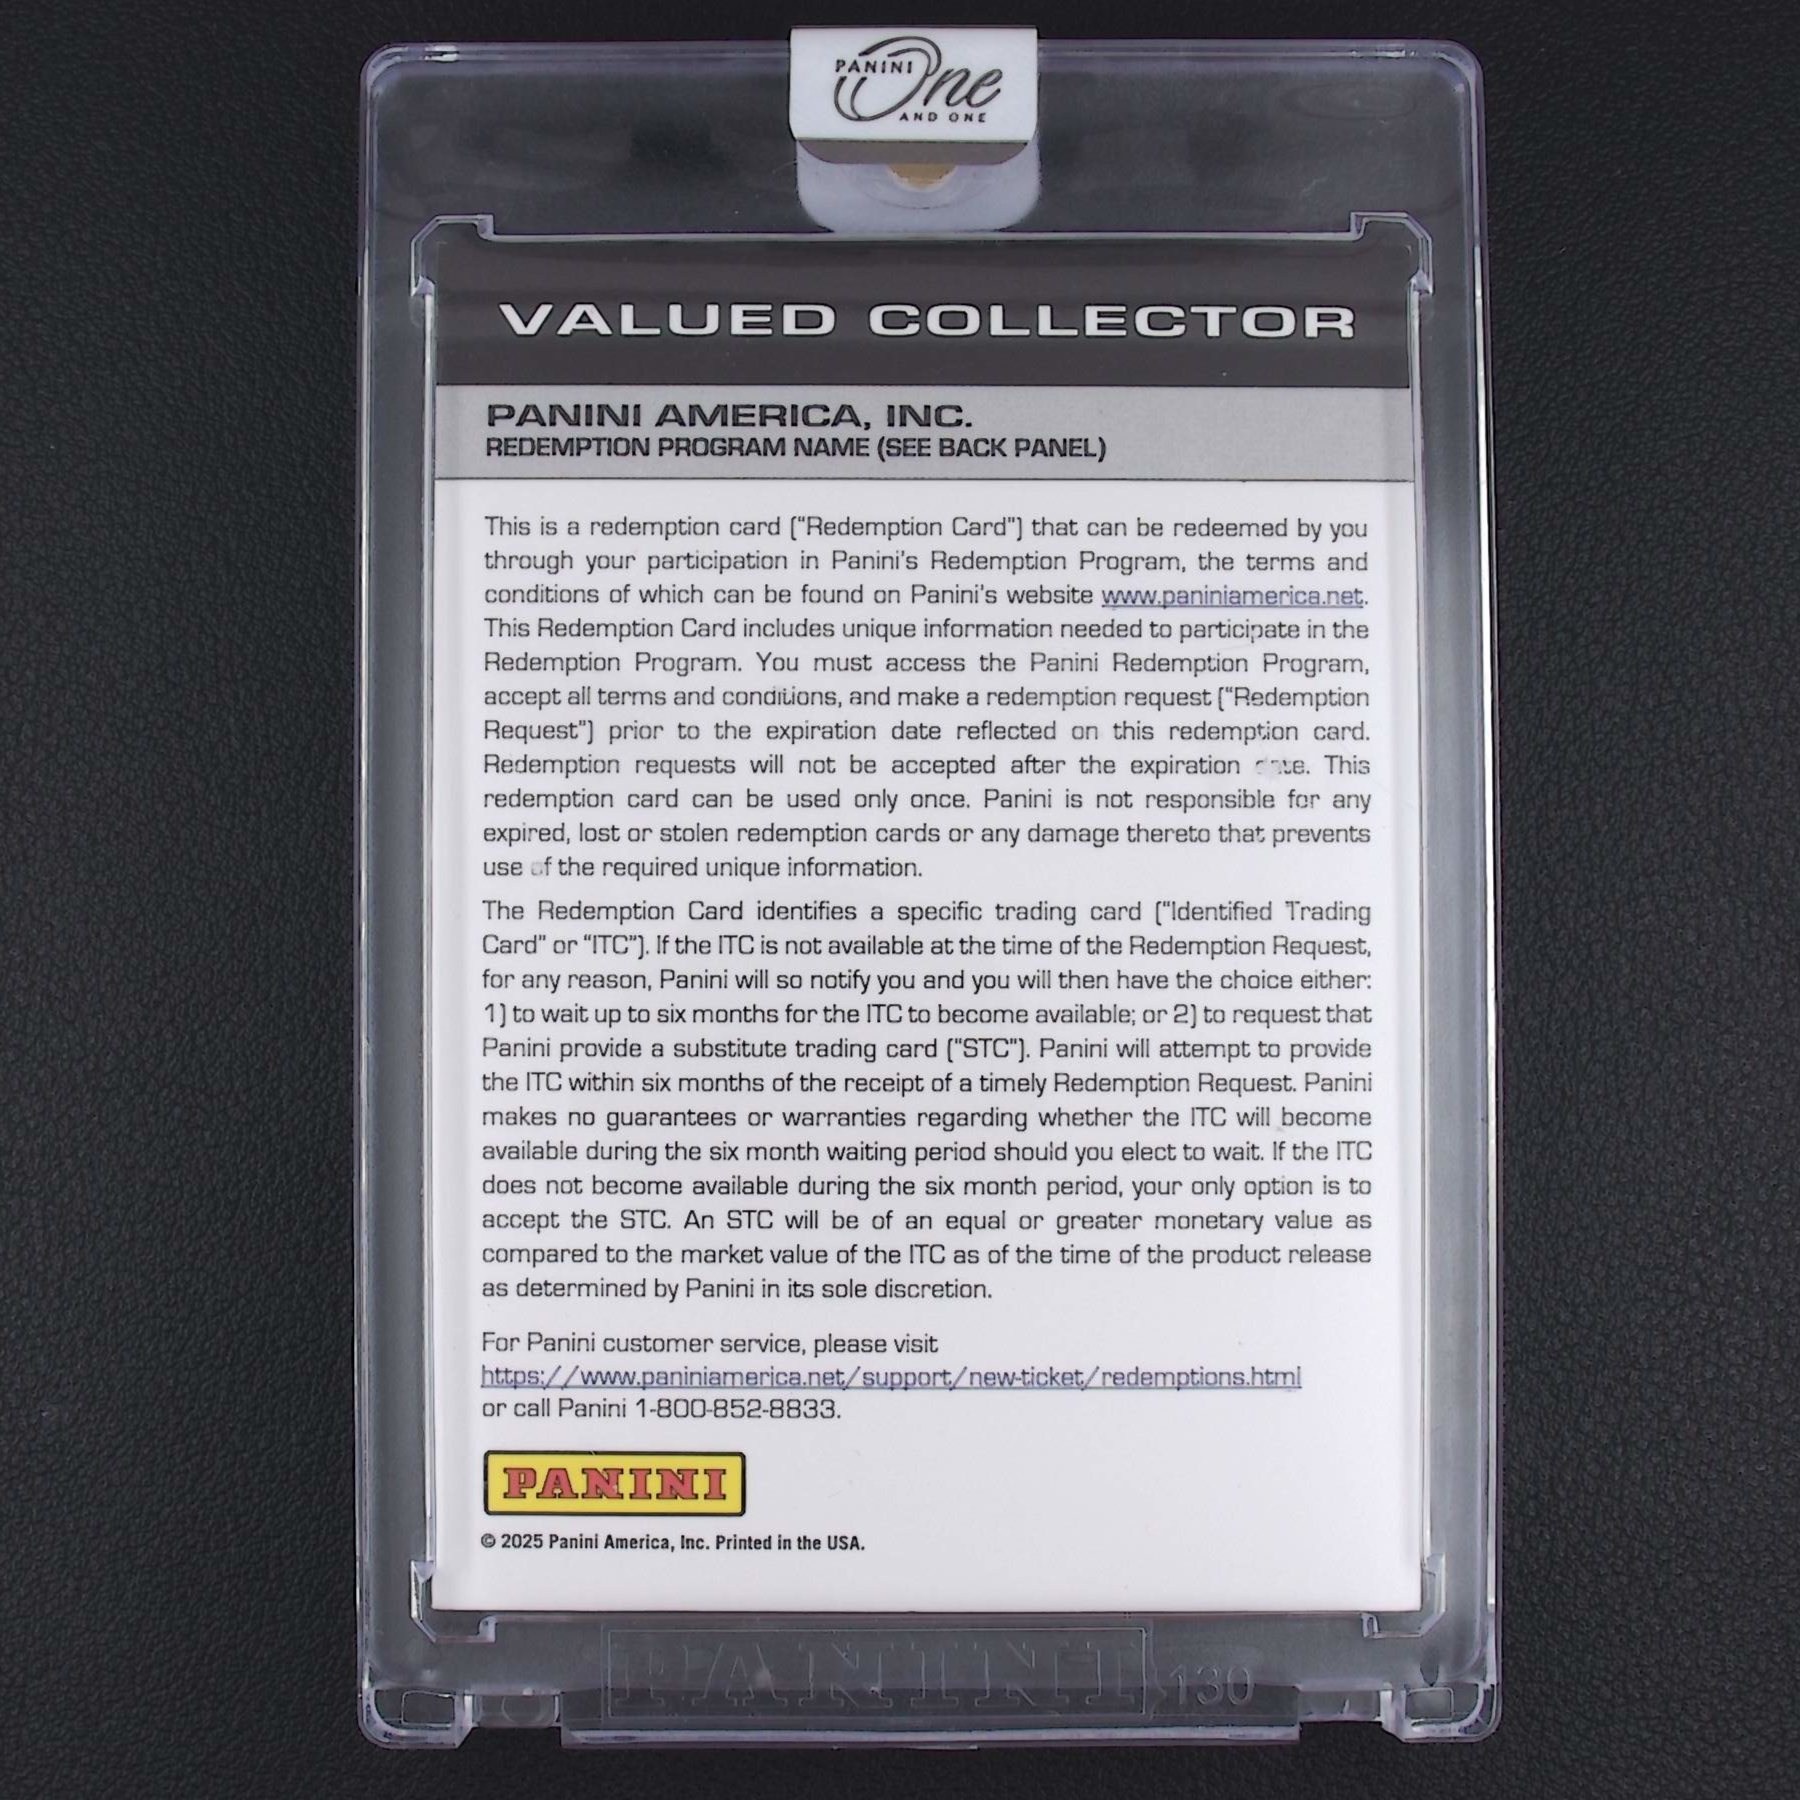 PANINI
One
AND ONE
VALUED COLLECTOR
PANINI AMERICA, INC.
REDEMPTION PROGRAM NAME (SEE BACK PANEL)
This is a redemption card ("Redemption Card") that can be redeemed by you
through your participation in Panini's Redemption Program, the terms and
conditions of which can be found on Panini's website www.paniniamerica.net.
This Redemption Card includes unique information needed to participate in the
Redemption Program. You must access the Panini Redemption Program,
accept all terms and conditions, and make a redemption request ("Redemption
Request") prior to the expiration date reflected on this redemption card.
Redemption requests will not be accepted after the expiration date. This
redemption card can be used only once. Panini is not responsible for any
expired, lost or stolen redemption cards or any damage thereto that prevents
use of the required unique information.
The Redemption Card identifies a specific trading card ("Identified Trading
Card" or "ITC"). If the ITC is not available at the time of the Redemption Request,
for any reason, Panini will so notify you and you will then have the choice either:
1) to wait up to six months for the ITC to become available; or 2) to request that
Panini provide a substitute trading card ("STC"). Panini will attempt to provide
the ITC within six months of the receipt of a timely Redemption Request. Panini
makes no guarantees or warranties regarding whether the ITC will become
available during the six month waiting period should you elect to wait. If the ITC
does not become available during the six month period, your only option is to
accept the STC. An STC will be of an equal or greater monetary value as
compared to the market value of the ITC as of the time of the product release
as determined by Panini in its sole discretion.
For Panini customer service, please visit
https://www.paniniamerica.net/support/new-ticket/redemptions.html
or call Panini 1-800-852-8833.
PANINI
© 2025 Panini America, Inc. Printed in the USA.
PANINI 130